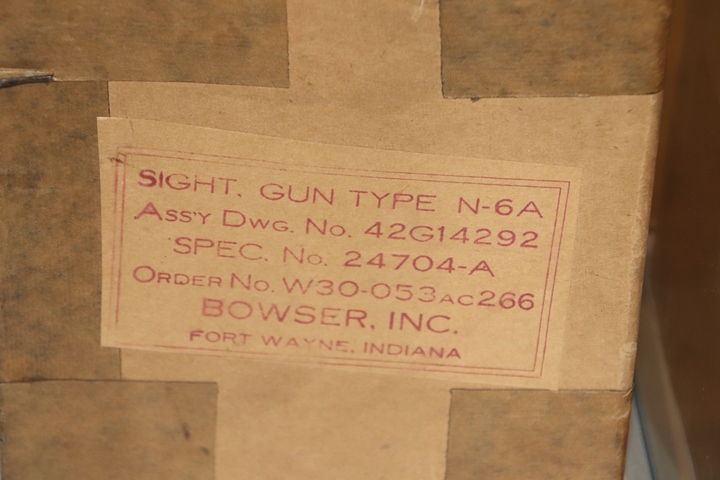 SIGHT, GUN TYPE N-6A
ASS'Y DWG. NO. 42G14292
SPEC. NO. 24704-A
ORDER NO. W30-053AC266
BOWSER, INC.
FORT WAYNE, INDIANA